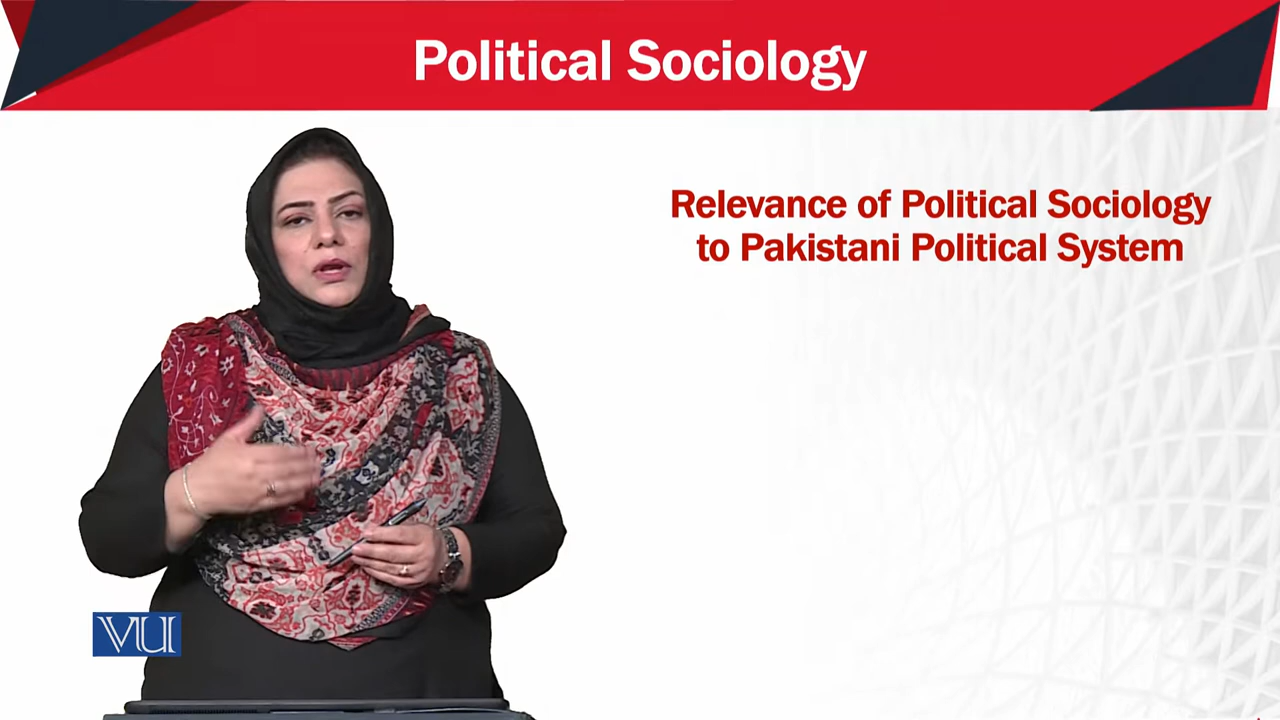 Political Sociology
Relevance of Political Sociology
to Pakistani Political System
VU